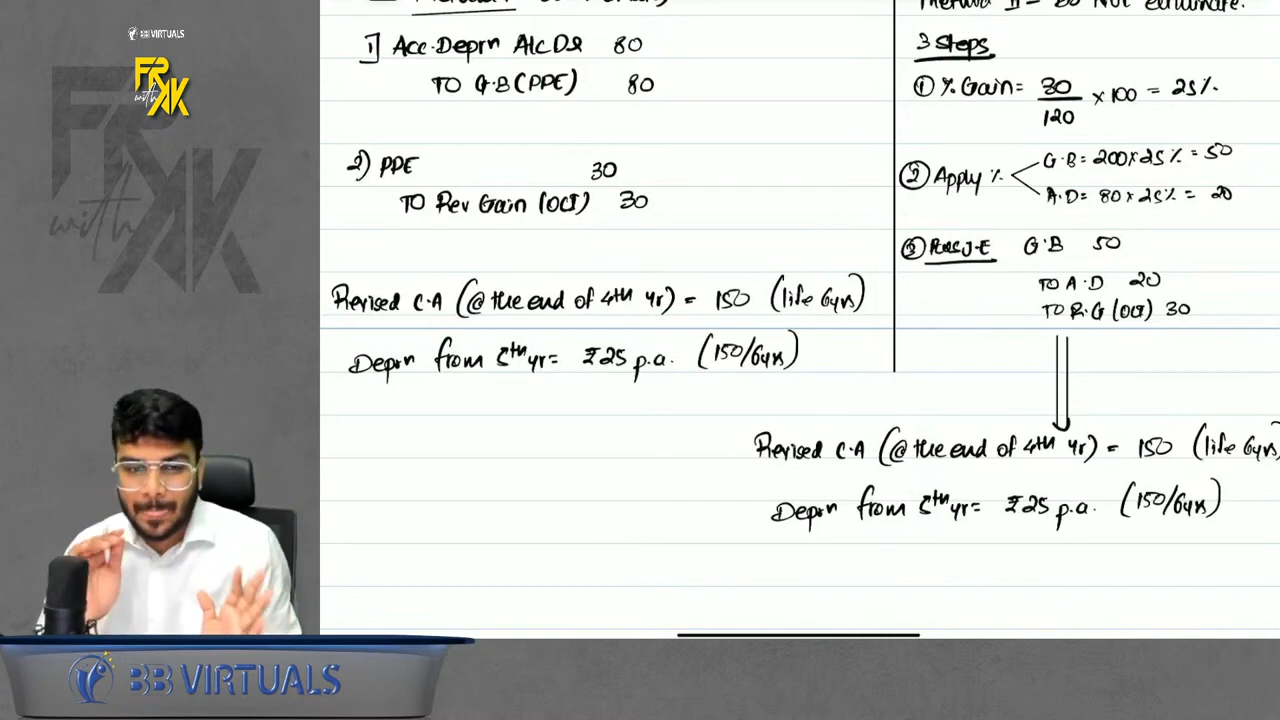 BB VIRTUALS
FR
with
AK
3 Steps
1] Acc. Deprn A/c Dr 80
TO G.B (PPE) 80
2) PPE 30
TO Rev Gain (OCI) 30
Revised C.A (@ the end of 4th yr) = 150 (life 6yrs)
Deprn from 5th yr = ₹25 p.a. (150/6yrs)
① % Gain = 30/120 × 100 = 25%
② Apply % G.B = 200 × 25% = 50
A.D = 80 × 25% = 20
③ Pass J.E G.B 50
TO A.D 20
TO R.G (OCI) 30
Revised C.A (@ the end of 4th yr) = 150 (life 6yrs
Deprn from 5th yr = ₹25 p.a. (150/6yrs)
BB VIRTUALS